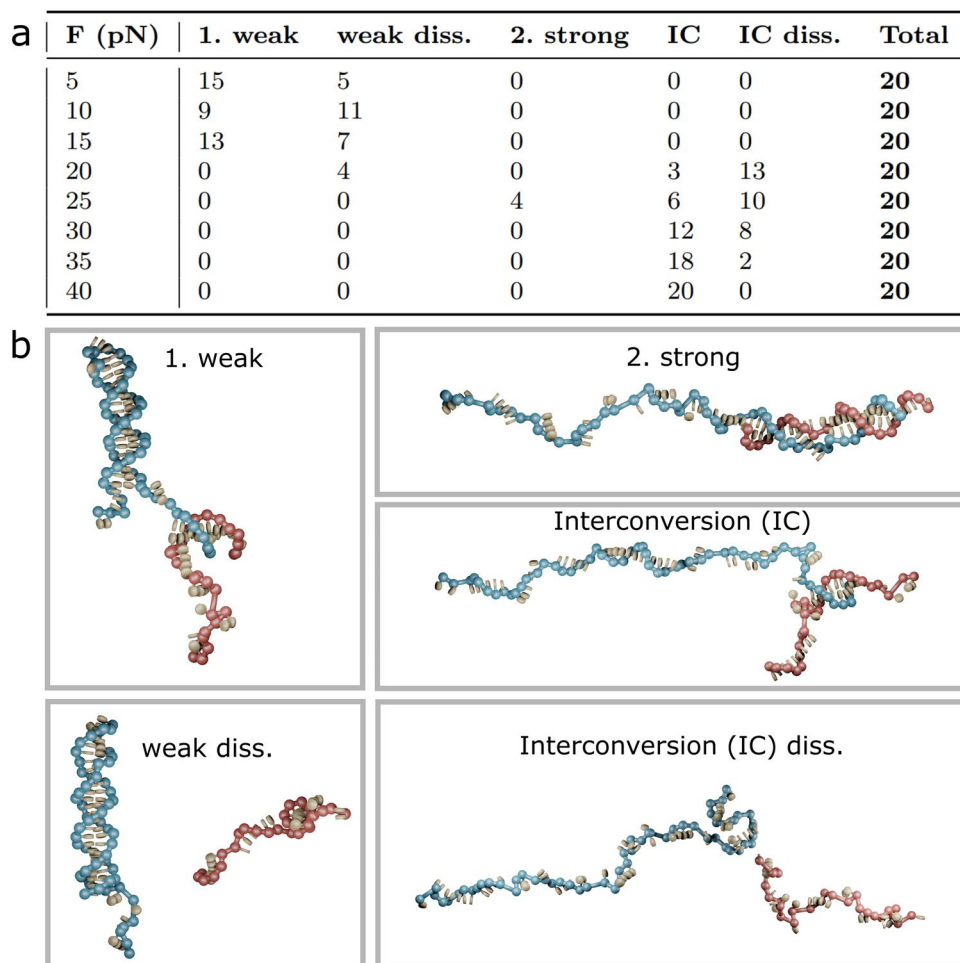 a
F (pN) 1. weak weak diss. 2. strong IC IC diss. Total
5 15 5 0 0 0 20
10 9 11 0 0 0 20
15 13 7 0 0 0 20
20 0 4 0 3 13 20
25 0 0 4 6 10 20
30 0 0 0 12 8 20
35 0 0 0 18 2 20
40 0 0 0 20 0 20
b
1. weak
2. strong
Interconversion (IC)
weak diss.
Interconversion (IC) diss.